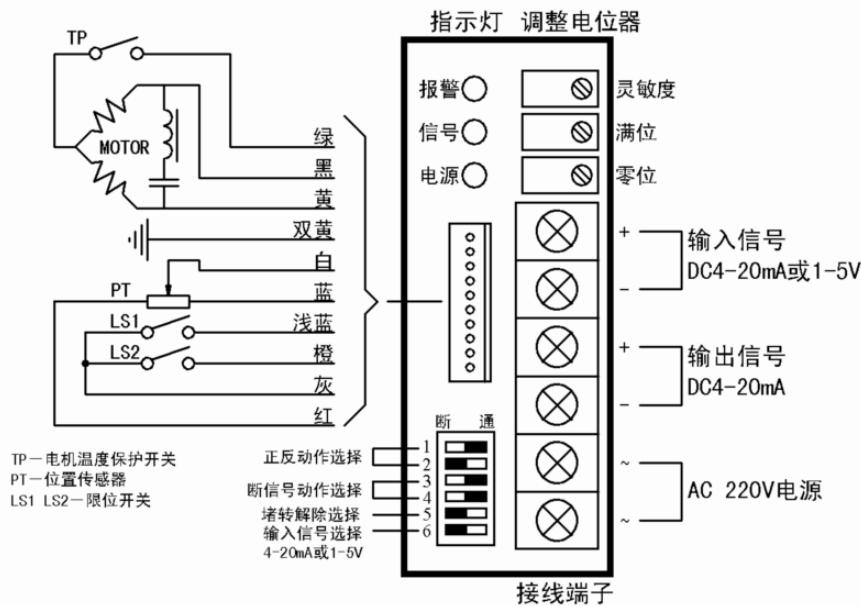 指示灯 调整电位器
TP
MOTOR
绿
黑
黄
双黄
白
PT
蓝
LS1
浅蓝
LS2
橙
灰
红
报警
灵敏度
信号
满位
电源
零位
+
输入信号
- DC4-20mA或1-5V
+
输出信号
DC4-20mA
-
~
AC 220V电源
~
断 通
正反动作选择
1
2
断信号动作选择
3
4
堵转解除选择
5
输入信号选择
6
4-20mA或1-5V
TP-电机温度保护开关
PT-位置传感器
LS1 LS2-限位开关
接线端子